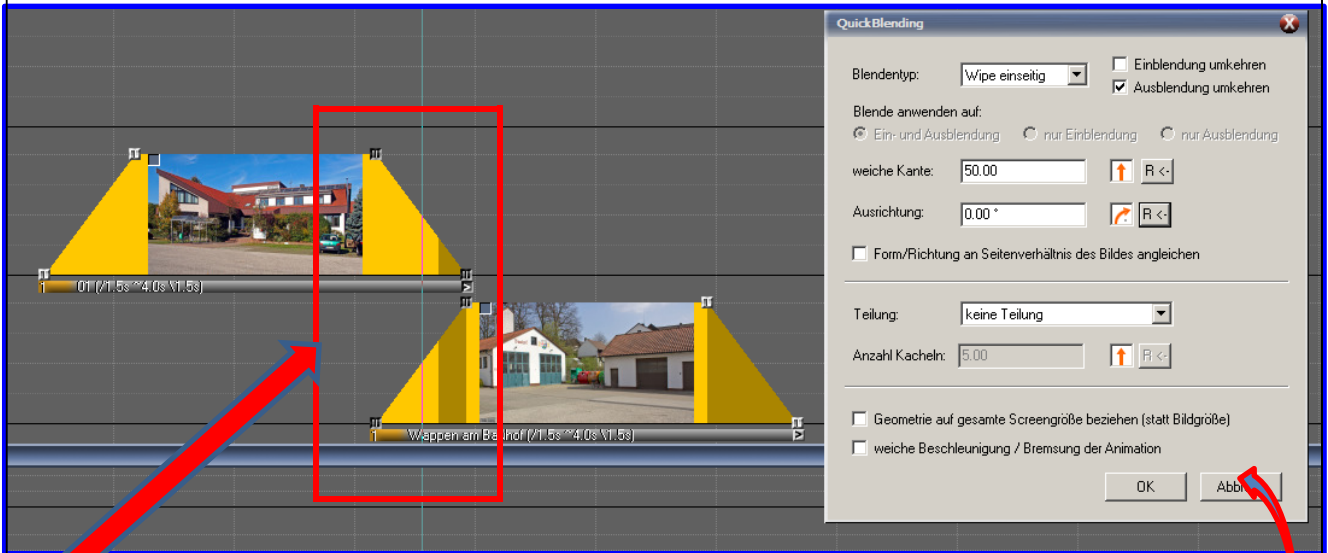 QuickBlending
Blendentyp: Wipe einseitig
Einblendung umkehren
Ausblendung umkehren
Blende anwenden auf:
Ein- und Ausblendung nur Einblendung nur Ausblendung
weiche Kante: 50.00 R <-
Ausrichtung: 0.00 ° R <-
Form/Richtung an Seitenverhältnis des Bildes angleichen
Teilung: keine Teilung
Anzahl Kacheln: 5.00 R <-
Geometrie auf gesamte Screengröße beziehen (statt Bildgröße)
weiche Beschleunigung / Bremsung der Animation
OK
1 01 (/1.5s ~4.0s \1.5s) >
1 Wappen am (/1.5s ~4.0s \1.5s) >